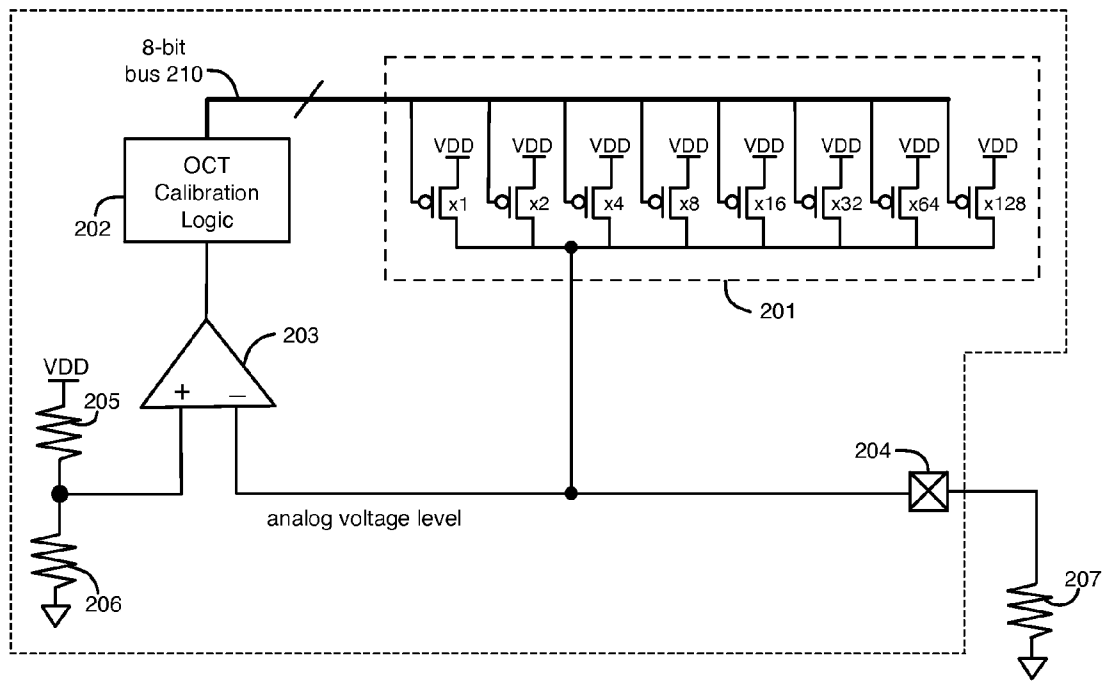 8-bit
bus 210
OCT
Calibration
Logic
202
VDD VDD VDD VDD VDD VDD VDD VDD
x1 x2 x4 x8 x16 x32 x64 x128
201
203
VDD
205
+ −
204
analog voltage level
206
207